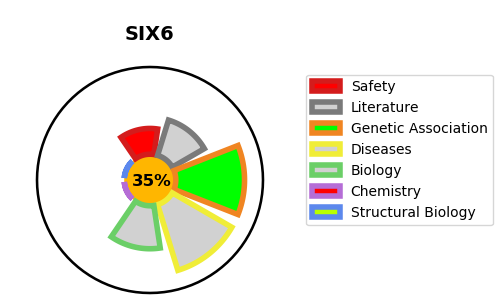 SIX6
35%
Safety
Literature
Genetic Association
Diseases
Biology
Chemistry
Structural Biology